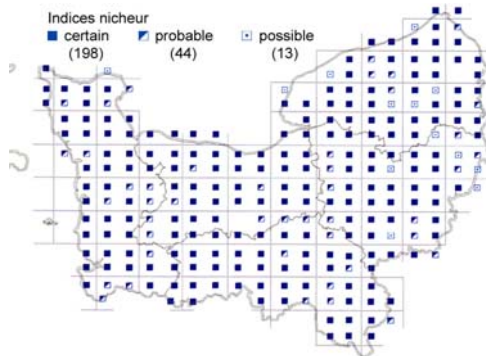 Indices nicheur
certain probable possible
(198) (44) (13)